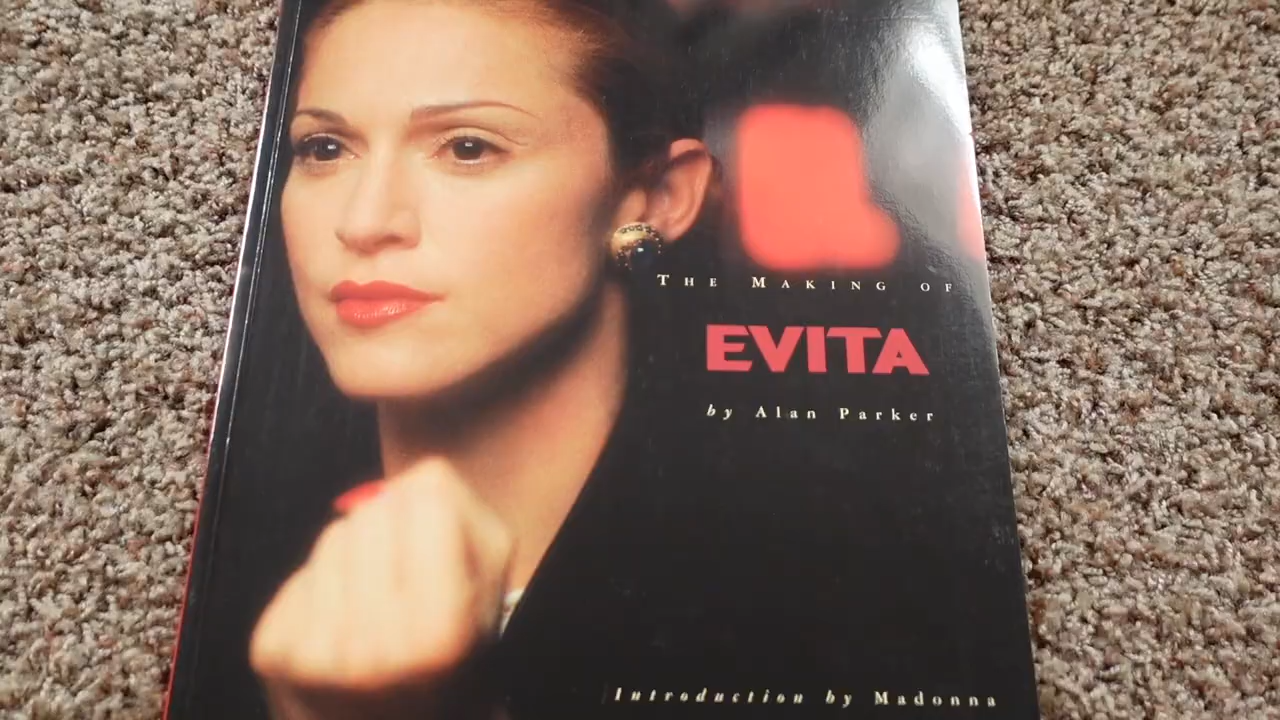 THE MAKING OF
EVITA
by Alan Parker
Introduction by Madonna